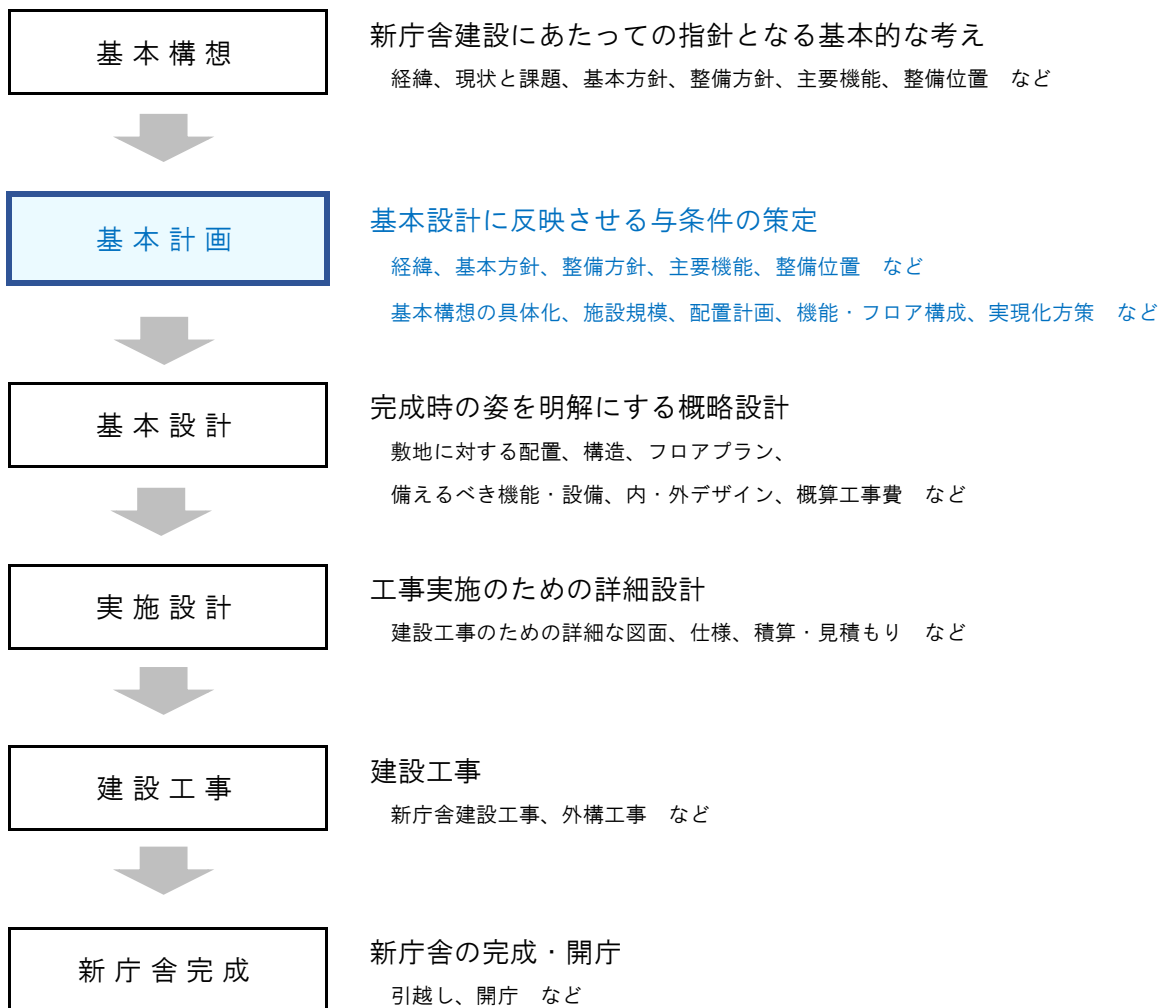 基本構想
新庁舎建設にあたっての指針となる基本的な考え
経緯、現状と課題、基本方針、整備方針、主要機能、整備位置　など
基本計画
基本設計に反映させる与条件の策定
経緯、基本方針、整備方針、主要機能、整備位置　など
基本構想の具体化、施設規模、配置計画、機能・フロア構成、実現化方策　など
基本設計
完成時の姿を明解にする概略設計
敷地に対する配置、構造、フロアプラン、
備えるべき機能・設備、内・外デザイン、概算工事費　など
実施設計
工事実施のための詳細設計
建設工事のための詳細な図面、仕様、積算・見積もり　など
建設工事
建設工事
新庁舎建設工事、外構工事　など
新庁舎完成
新庁舎の完成・開庁
引越し、開庁　など